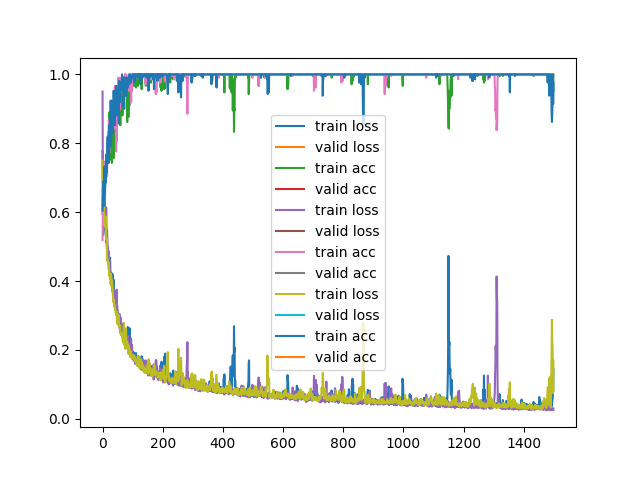 1.0
0.8
0.6
0.4
0.2
0.0
train loss
valid loss
train acc
valid acc
train loss
valid loss
train acc
valid acc
train loss
valid loss
train acc
valid acc
0 200 400 600 800 1000 1200 1400